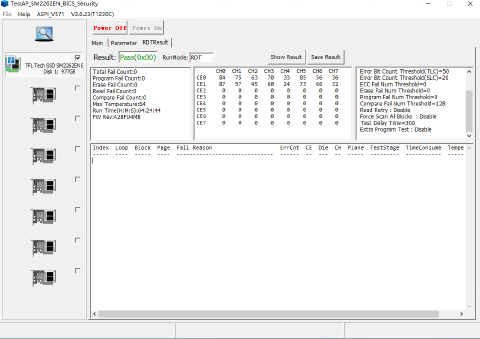 TestAP_SM2262EN_BiCS_Security
File Help ASPI_V571 V3.6.23(T1230C)
Power Off Power On
Main Parameter RDTResult
Result: Pass(0x00) RunMode: RDT Show Result Save Result
TFL Tech SSD SM2262EN E
Disk 1: 977GB
Total Fail Count:0
Program Fail Count:0
Erase Fail Count:0
Read Fail Count:0
Compare Fail Count:0
Max Temperature:64
Run Time(H:M:S):04:24:44
FW Rev:42BFD4MB
CH0 CH1 CH2 CH3 CH4 CH5 CH6 CH7
CE0 84 75 63 70 33 85 56 36
CE1 87 57 45 60 24 73 66 32
CE2 0 0 0 0 0 0 0 0
CE3 0 0 0 0 0 0 0 0
CE4 0 0 0 0 0 0 0 0
CE5 0 0 0 0 0 0 0 0
CE6 0 0 0 0 0 0 0 0
CE7 0 0 0 0 0 0 0 0
Error Bit Count Threshold(TLC)=50
Error Bit Count Threshold(SLC)=28
ECC Fail Num Threshold=0
Erase Fail Num Threshold=0
Program Fail Num Threshold=8
Compare Fail Num Threshold=128
Read Retry : Disable
Force Scan All Blocks : Disable
Test Delay Time=300
Extra Program Test : Disable
Index Loop Block Page Fail Reason ErrCnt CE Die CH Plane TestStage TimeConsume Tempe